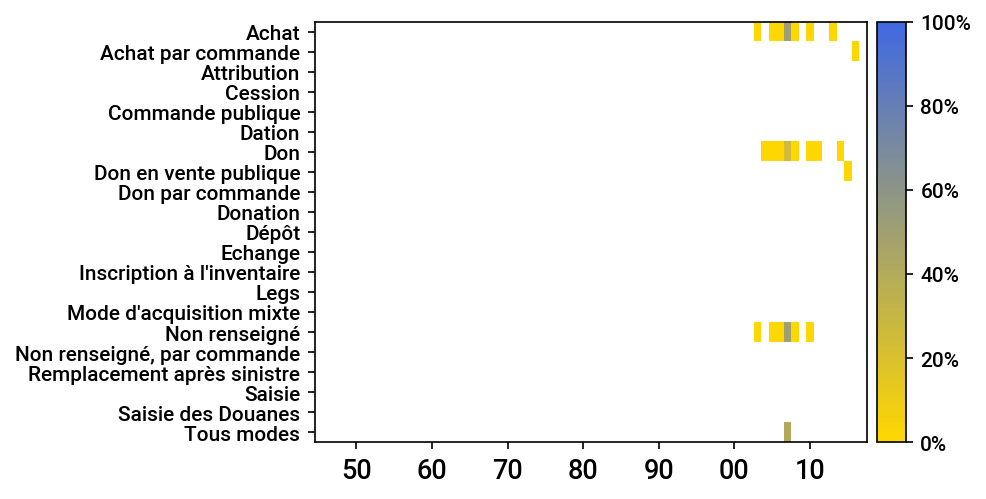 Achat
Achat par commande
Attribution
Cession
Commande publique
Dation
Don
Don en vente publique
Don par commande
Donation
Dépôt
Echange
Inscription à l'inventaire
Legs
Mode d'acquisition mixte
Non renseigné
Non renseigné, par commande
Remplacement après sinistre
Saisie
Saisie des Douanes
Tous modes
50 60 70 80 90 00 10
100%
80%
60%
40%
20%
0%